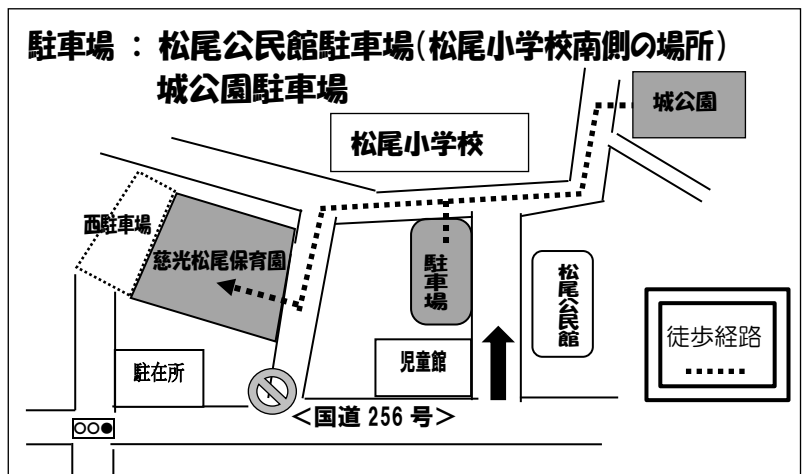 駐車場 : 松尾公民館駐車場(松尾小学校南側の場所)
城公園駐車場
城公園
松尾小学校
西駐車場
慈光松尾保育園
駐車場
松尾公民館
徒歩経路
駐在所
児童館
<国道 256 号>